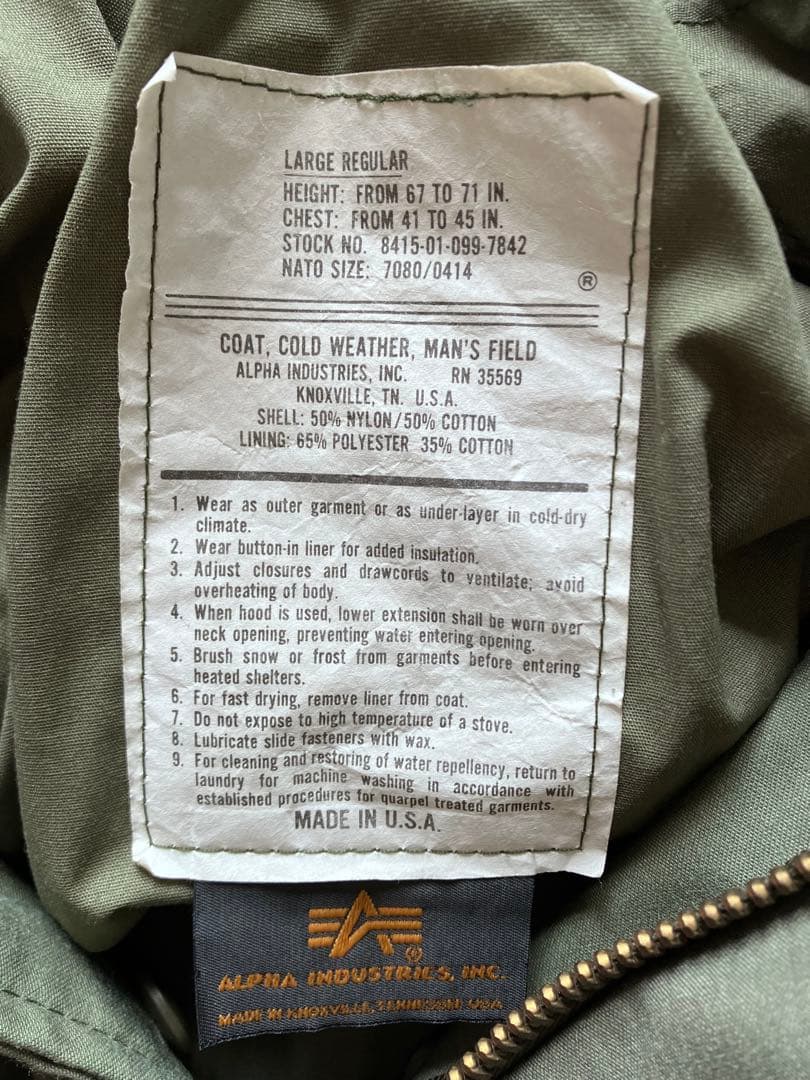 LARGE REGULAR
HEIGHT: FROM 67 TO 71 IN.
CHEST: FROM 41 TO 45 IN.
STOCK NO. 8415-01-099-7842
NATO SIZE: 7080/0414
®
COAT, COLD WEATHER, MAN'S FIELD
ALPHA INDUSTRIES, INC. RN 35569
KNOXVILLE, TN. U.S.A.
SHELL: 50% NYLON/50% COTTON
LINING: 65% POLYESTER 35% COTTON
1. Wear as outer garment or as under-layer in cold-dry
climate.
2. Wear button-in liner for added insulation.
3. Adjust closures and drawcords to ventilate; avoid
overheating of body.
4. When hood is used, lower extension shall be worn over
neck opening, preventing water entering opening.
5. Brush snow or frost from garments before entering
heated shelters.
6. For fast drying, remove liner from coat.
7. Do not expose to high temperature of a stove.
8. Lubricate slide fasteners with wax.
9. For cleaning and restoring of water repellency, return to
laundry for machine washing in accordance with
established procedures for quarpel treated garments.
MADE IN U.S.A.
®
ALPHA INDUSTRIES, INC.
MADE IN KNOXVILLE, TENNESSEE USA